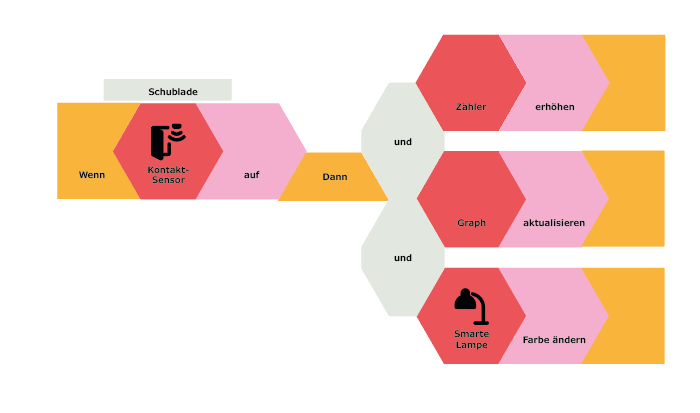 Schublade
Wenn
Kontakt-
Sensor
auf
Dann
und
und
Zähler
erhöhen
Graph
aktualisieren
Smarte
Lampe
Farbe ändern